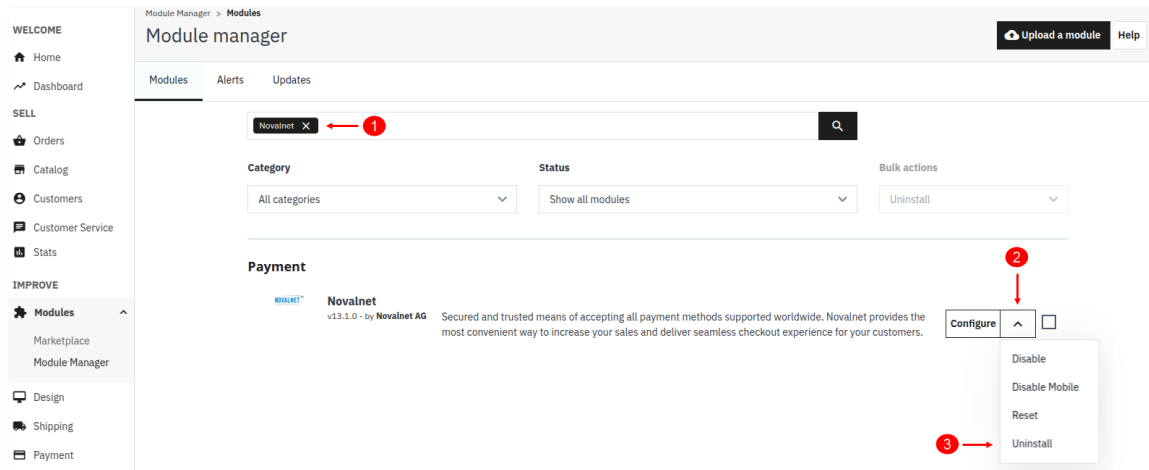 Module Manager > Modules
Module manager
Upload a module
Help
WELCOME
Home
Dashboard
SELL
Orders
Catalog
Customers
Customer Service
Stats
IMPROVE
Modules
Marketplace
Module Manager
Design
Shipping
Payment
Modules Alerts Updates
Novalnet X
1
Category Status Bulk actions
All categories Show all modules Uninstall
Payment
2
NOVALNET
Novalnet
v13.1.0 - by Novalnet AG
Secured and trusted means of accepting all payment methods supported worldwide. Novalnet provides the
most convenient way to increase your sales and deliver seamless checkout experience for your customers.
Configure
Disable
Disable Mobile
Reset
3 Uninstall